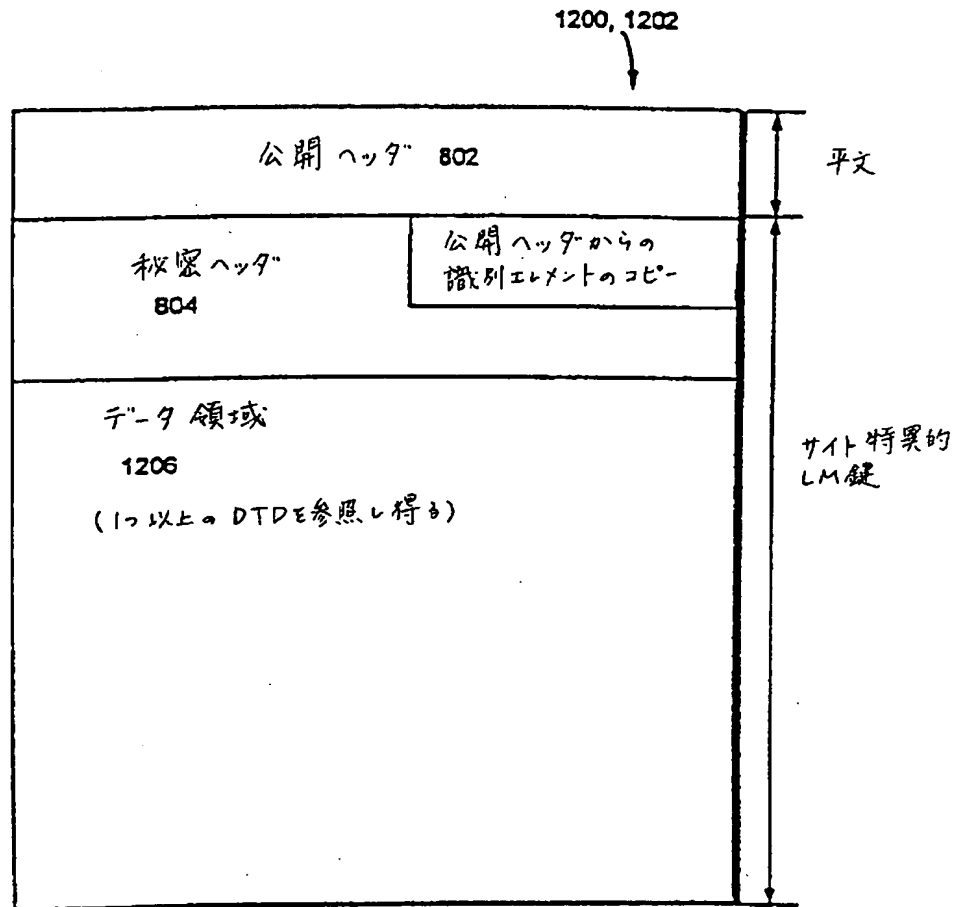 1200, 1202
公開ヘッダ 802
平文
秘密ヘッダ
804
公開ヘッダからの
識別エレメントのコピー
データ領域
1206
(1つ以上のDTDを参照し得る)
サイト特異的
LM鍵